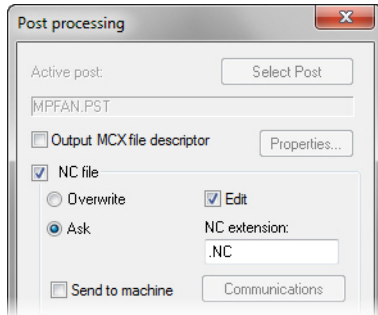 Post processing
Active post:
Select Post
MPFAN.PST
Output MCX file descriptor
Properties...
NC file
Overwrite
Edit
Ask
NC extension:
.NC
Send to machine
Communications